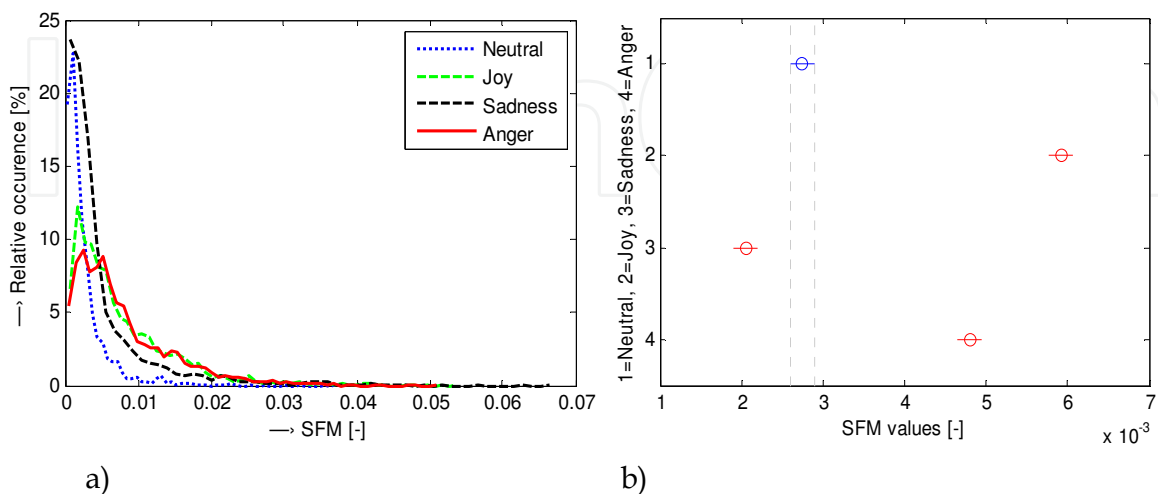 25
20
15
10
5
0
—› Relative occurence [%]
Neutral
Joy
Sadness
Anger
0 0.01 0.02 0.03 0.04 0.05 0.06 0.07
—› SFM [-]
a)
1=Neutral, 2=Joy, 3=Sadness, 4=Anger
1
2
3
4
1 2 3 4 5 6 7
SFM values [-]
x 10-3
b)